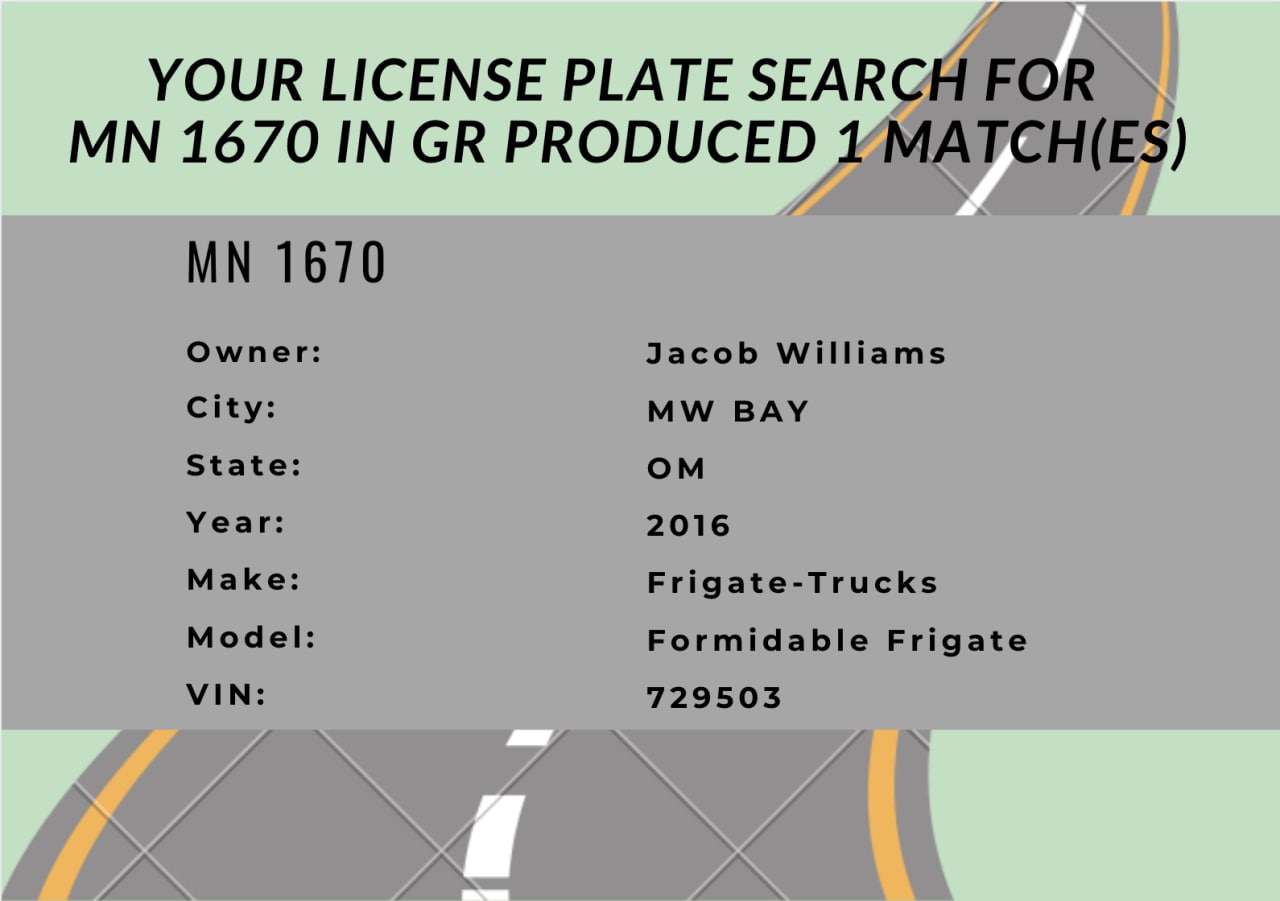 YOUR LICENSE PLATE SEARCH FOR
MN 1670 IN GR PRODUCED 1 MATCH(ES)
MN 1670
Owner: Jacob Williams
City: MW BAY
State: OM
Year: 2016
Make: Frigate-Trucks
Model: Formidable Frigate
VIN: 729503